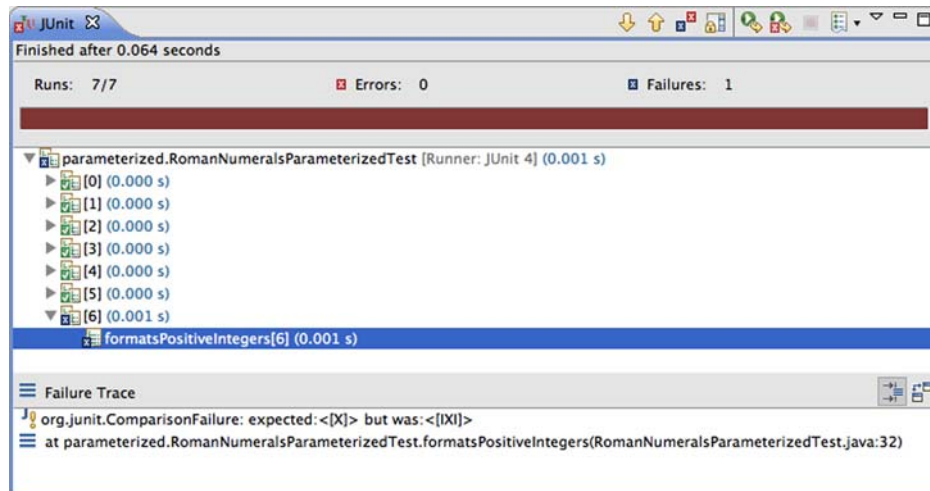 JUnit
Finished after 0.064 seconds
Runs: 7/7 Errors: 0 Failures: 1
parameterized.RomanNumeralsParameterizedTest [Runner: JUnit 4] (0.001 s)
[0] (0.000 s)
[1] (0.000 s)
[2] (0.000 s)
[3] (0.000 s)
[4] (0.000 s)
[5] (0.000 s)
[6] (0.001 s)
formatsPositiveIntegers[6] (0.001 s)
Failure Trace
org.junit.ComparisonFailure: expected:<[X]> but was:<[IXI]>
at parameterized.RomanNumeralsParameterizedTest.formatsPositiveIntegers(RomanNumeralsParameterizedTest.java:32)